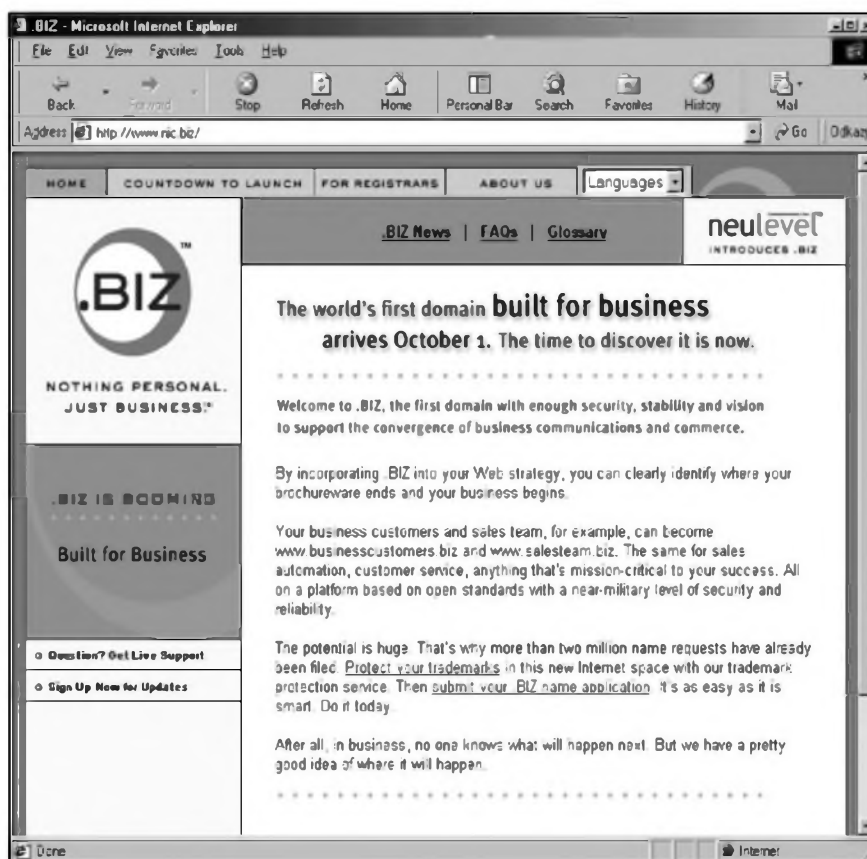 .BIZ - Microsoft Internet Explorer
File Edit View Favorites Tools Help
Back Forward Stop Refresh Home Personal Bar Search Favorites History Mail
Address http://www.nic.biz/ Go Odkazy
HOME COUNTDOWN TO LAUNCH FOR REGISTRARS ABOUT US Languages
.BIZ News | FAQs | Glossary
neulevel
INTRODUCES .BIZ
.BIZ™
NOTHING PERSONAL.
JUST BUSINESS.
.BIZ IS BOOMING
Built for Business
Question? Get Live Support
Sign Up Now for Updates
The world's first domain built for business
arrives October 1. The time to discover it is now.
Welcome to .BIZ, the first domain with enough security, stability and vision
to support the convergence of business communications and commerce.
By incorporating .BIZ into your Web strategy, you can clearly identify where your
brochureware ends and your business begins.
Your business customers and sales team, for example, can become
www.businesscustomers.biz and www.salesteam.biz. The same for sales
automation, customer service, anything that's mission-critical to your success. All
on a platform based on open standards with a near-military level of security and
reliability.
The potential is huge. That's why more than two million name requests have already
been filed. Protect your trademarks in this new Internet space with our trademark
protection service. Then submit your .BIZ name application. It's as easy as it is
smart. Do it today.
After all, in business, no one knows what will happen next. But we have a pretty
good idea of where it will happen.
Done Internet